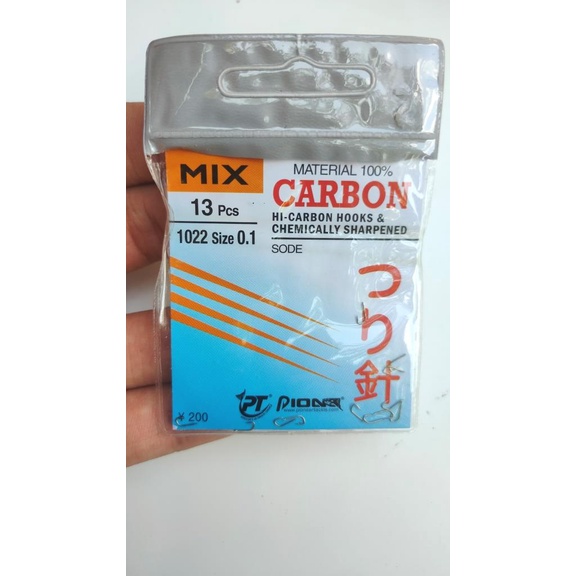 MIX
MATERIAL 100%
CARBON
13 Pcs
HI-CARBON HOOKS &
CHEMICALLY SHARPENED
1022 Size 0.1
SODE
つり針
PT
¥ 200